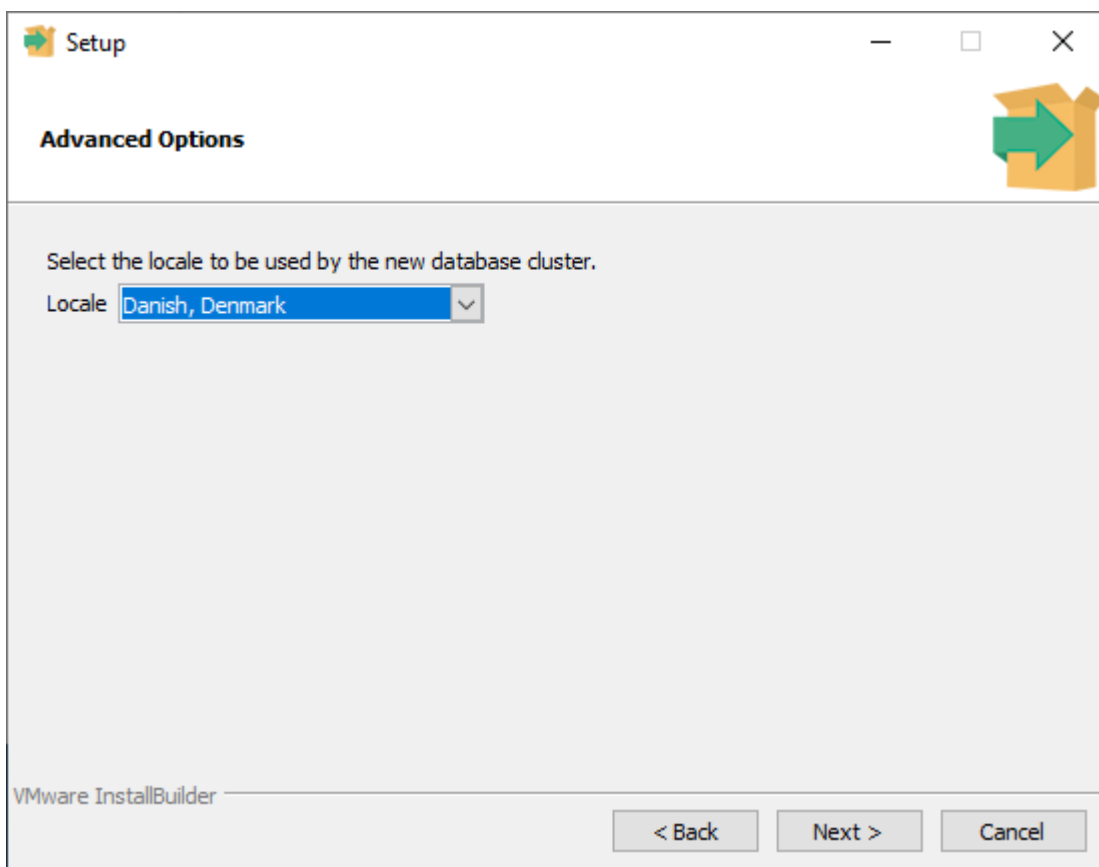 Setup
Advanced Options
Select the locale to be used by the new database cluster.
Locale Danish, Denmark
VMware InstallBuilder
< Back Next > Cancel